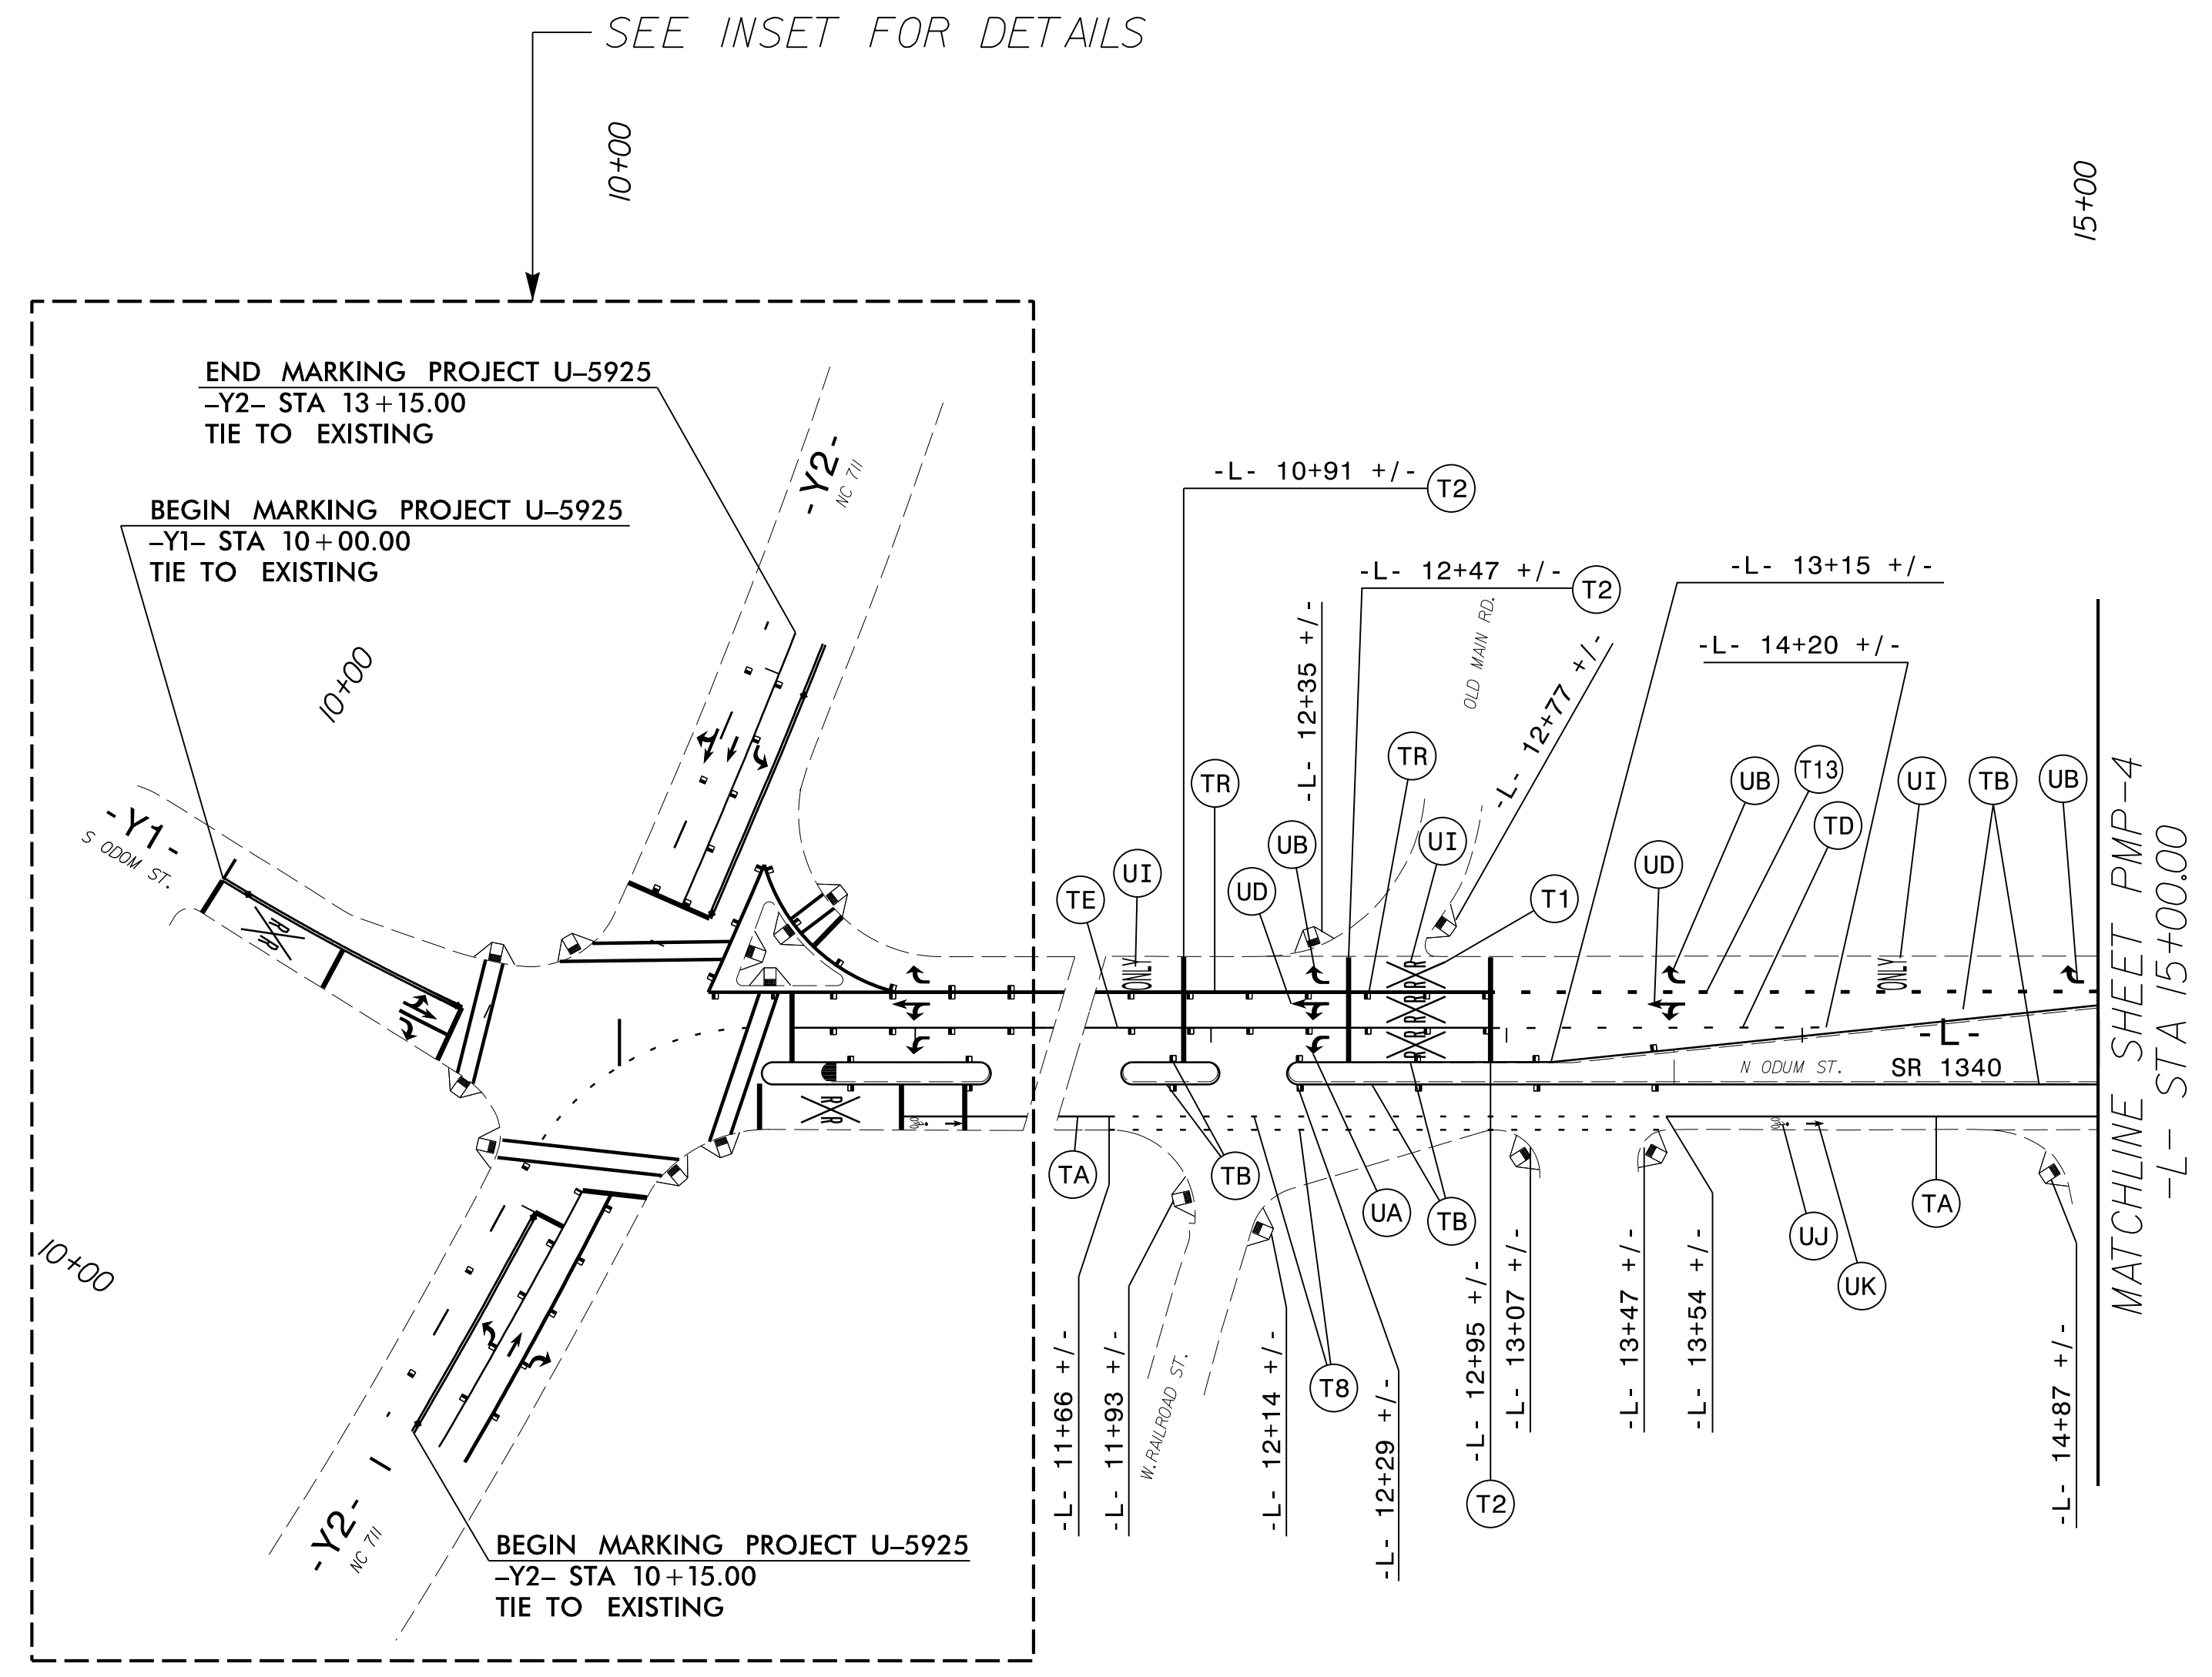 SEE INSET FOR DETAILS
10+00
15+00
END MARKING PROJECT U–5925
–Y2– STA 13+15.00
TIE TO EXISTING
BEGIN MARKING PROJECT U–5925
–Y1– STA 10+00.00
TIE TO EXISTING
-Y2-
NC 711
10+00
-Y1-
S ODOM ST.
-L- 10+91 +/-
T2
-L- 12+47 +/-
T2
-L- 13+15 +/-
-L- 14+20 +/-
-L- 12+35 +/-
OLD MAIN RD.
-L- 12+77 +/-
TR
TR
UB
T13
UI
TB
UB
UB
UI
TD
UI
UD
UD
TE
T1
ONLY
ONLY
R R
R R
R R
R R
R R
-L-
N ODUM ST.
SR 1340
MATCHLINE SHEET PMP-4
-L- STA 15+00.00
TA
TB
UA
TB
TA
UJ
UK
T8
10+00
-L- 11+66 +/-
-L- 11+93 +/-
W.RAILROAD ST.
-L- 12+14 +/-
-L- 12+29 +/-
-L- 12+95 +/-
T2
-L- 13+07 +/-
-L- 13+47 +/-
-L- 13+54 +/-
-L- 14+87 +/-
-Y2-
NC 711
BEGIN MARKING PROJECT U–5925
–Y2– STA 10+15.00
TIE TO EXISTING